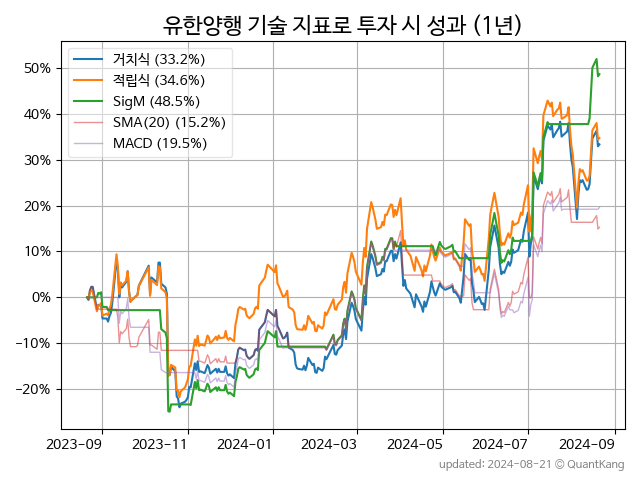 유한양행 기술 지표로 투자 시 성과 (1년)
거치식 (33.2%)
적립식 (34.6%)
SigM (48.5%)
SMA(20) (15.2%)
MACD (19.5%)
50%
40%
30%
20%
10%
0%
−10%
−20%
2023-09 2023-11 2024-01 2024-03 2024-05 2024-07 2024-09
updated: 2024-08-21 © QuantKang